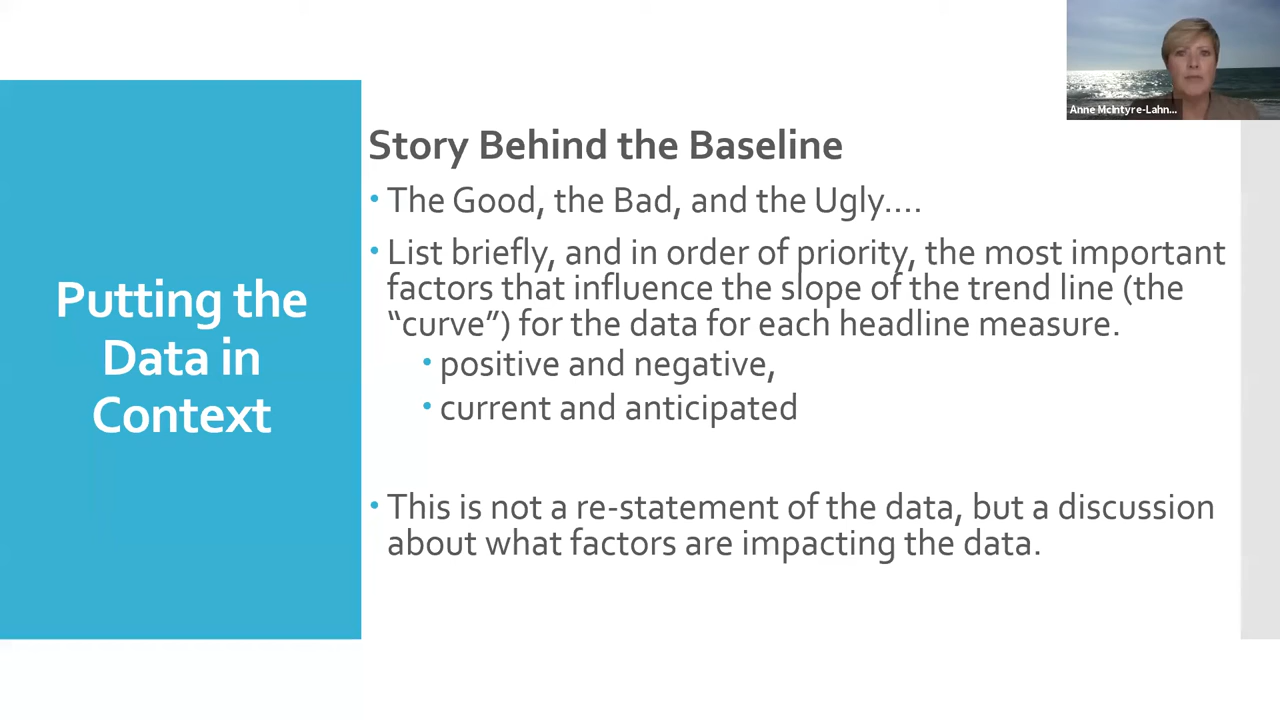 Anne McIntyre-Lahn...
Story Behind the Baseline
• The Good, the Bad, and the Ugly....
• List briefly, and in order of priority, the most important
factors that influence the slope of the trend line (the
“curve”) for the data for each headline measure.
• positive and negative,
• current and anticipated
• This is not a re-statement of the data, but a discussion
about what factors are impacting the data.
Putting the
Data in
Context